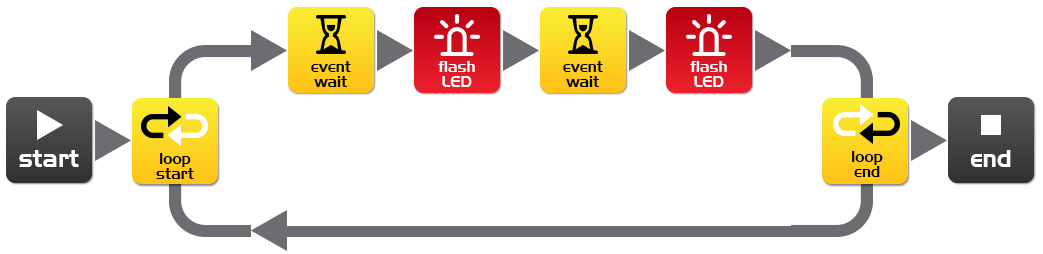 start
loop
start
event
wait
flash
LED
event
wait
flash
LED
loop
end
end